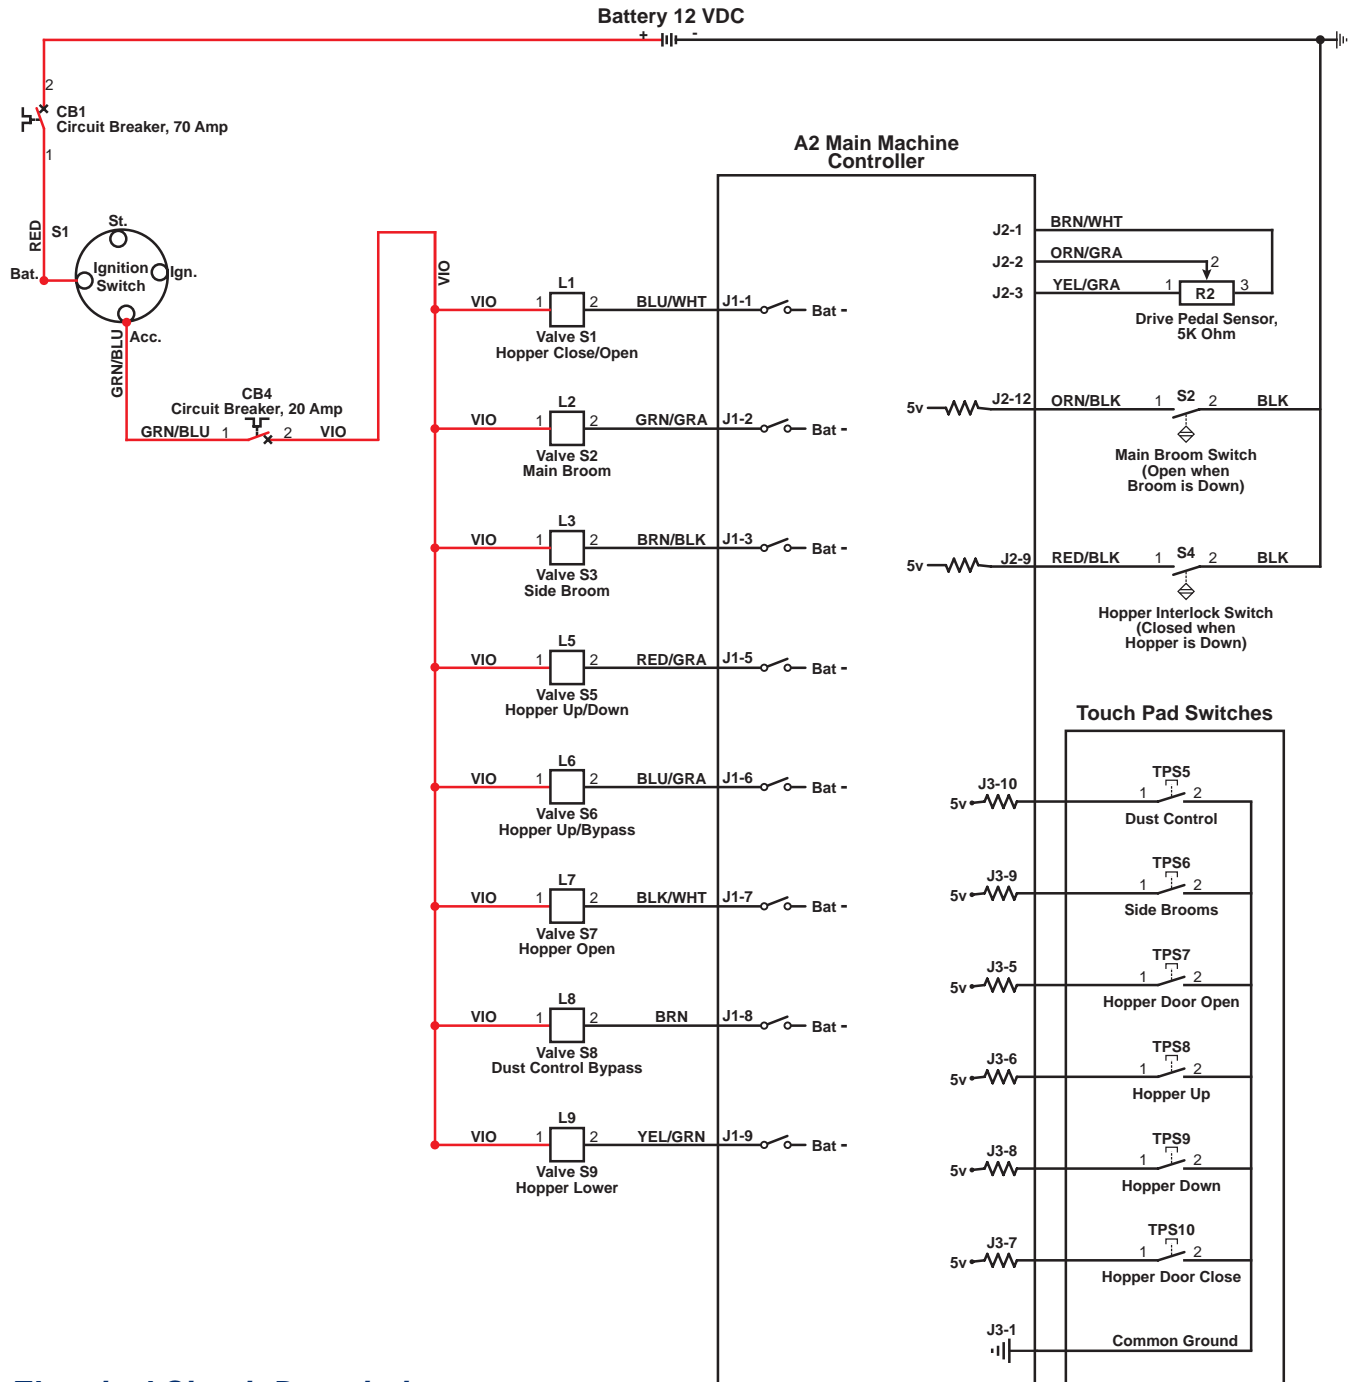 Battery 12 VDC
+ -
2
CB1
Circuit Breaker, 70 Amp
1
RED
S1
St.
Bat.
Ignition
Switch
Ign.
Acc.
GRN/BLU
CB4
Circuit Breaker, 20 Amp
GRN/BLU 1 2 VIO
VIO
A2 Main Machine
Controller
VIO 1 L1 2 BLU/WHT J1-1 Bat -
Valve S1
Hopper Close/Open
VIO 1 L2 2 GRN/GRA J1-2 Bat -
Valve S2
Main Broom
VIO 1 L3 2 BRN/BLK J1-3 Bat -
Valve S3
Side Broom
VIO 1 L5 2 RED/GRA J1-5 Bat -
Valve S5
Hopper Up/Down
VIO 1 L6 2 BLU/GRA J1-6 Bat -
Valve S6
Hopper Up/Bypass
VIO 1 L7 2 BLK/WHT J1-7 Bat -
Valve S7
Hopper Open
VIO 1 L8 2 BRN J1-8 Bat -
Valve S8
Dust Control Bypass
VIO 1 L9 2 YEL/GRN J1-9 Bat -
Valve S9
Hopper Lower
J2-1 BRN/WHT
J2-2 ORN/GRA 2
J2-3 YEL/GRA 1 R2 3
Drive Pedal Sensor,
5K Ohm
5v J2-12 ORN/BLK 1 S2 2 BLK
Main Broom Switch
(Open when
Broom is Down)
5v J2-9 RED/BLK 1 S4 2 BLK
Hopper Interlock Switch
(Closed when
Hopper is Down)
Touch Pad Switches
5v J3-10 1 TPS5 2
Dust Control
5v J3-9 1 TPS6 2
Side Brooms
5v J3-5 1 TPS7 2
Hopper Door Open
5v J3-6 1 TPS8 2
Hopper Up
5v J3-8 1 TPS9 2
Hopper Down
5v J3-7 1 TPS10 2
Hopper Door Close
J3-1 Common Ground